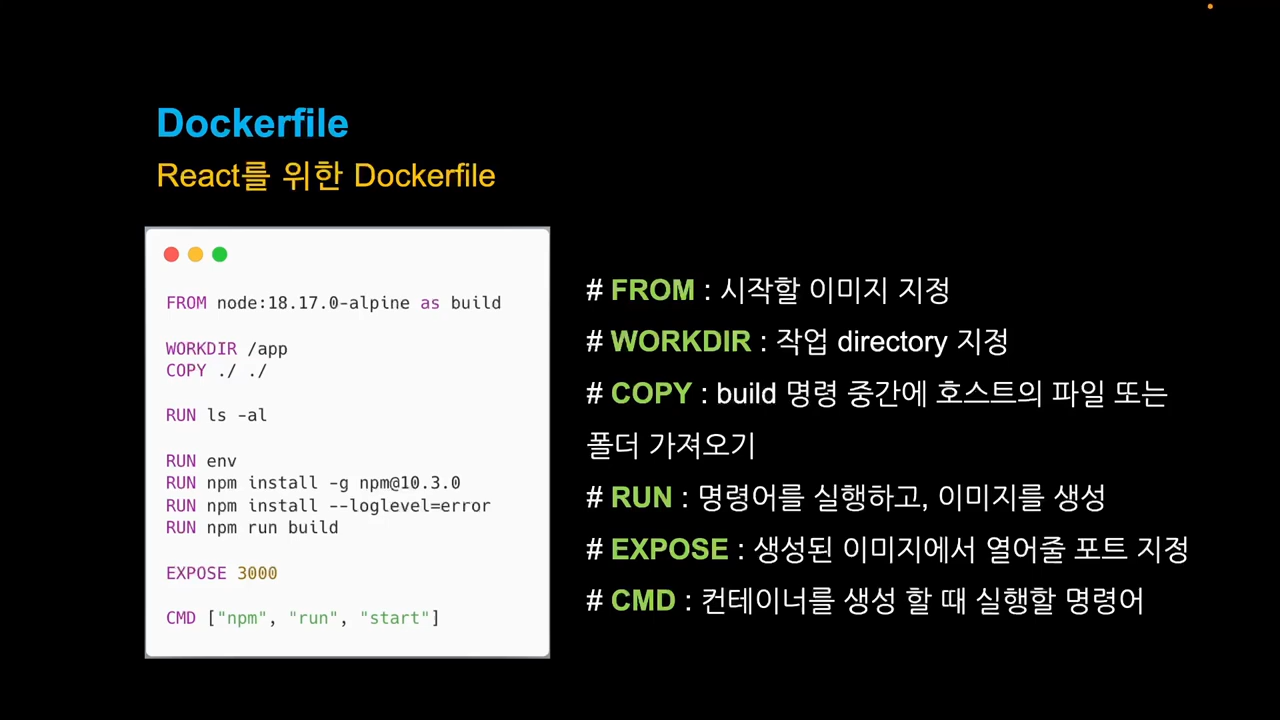 Dockerfile
React를 위한 Dockerfile
FROM node:18.17.0-alpine as build
WORKDIR /app
COPY ./ ./
RUN ls -al
RUN env
RUN npm install -g npm@10.3.0
RUN npm install --loglevel=error
RUN npm run build
EXPOSE 3000
CMD ["npm", "run", "start"]
# FROM : 시작할 이미지 지정
# WORKDIR : 작업 directory 지정
# COPY : build 명령 중간에 호스트의 파일 또는
폴더 가져오기
# RUN : 명령어를 실행하고, 이미지를 생성
# EXPOSE : 생성된 이미지에서 열어줄 포트 지정
# CMD : 컨테이너를 생성 할 때 실행할 명령어